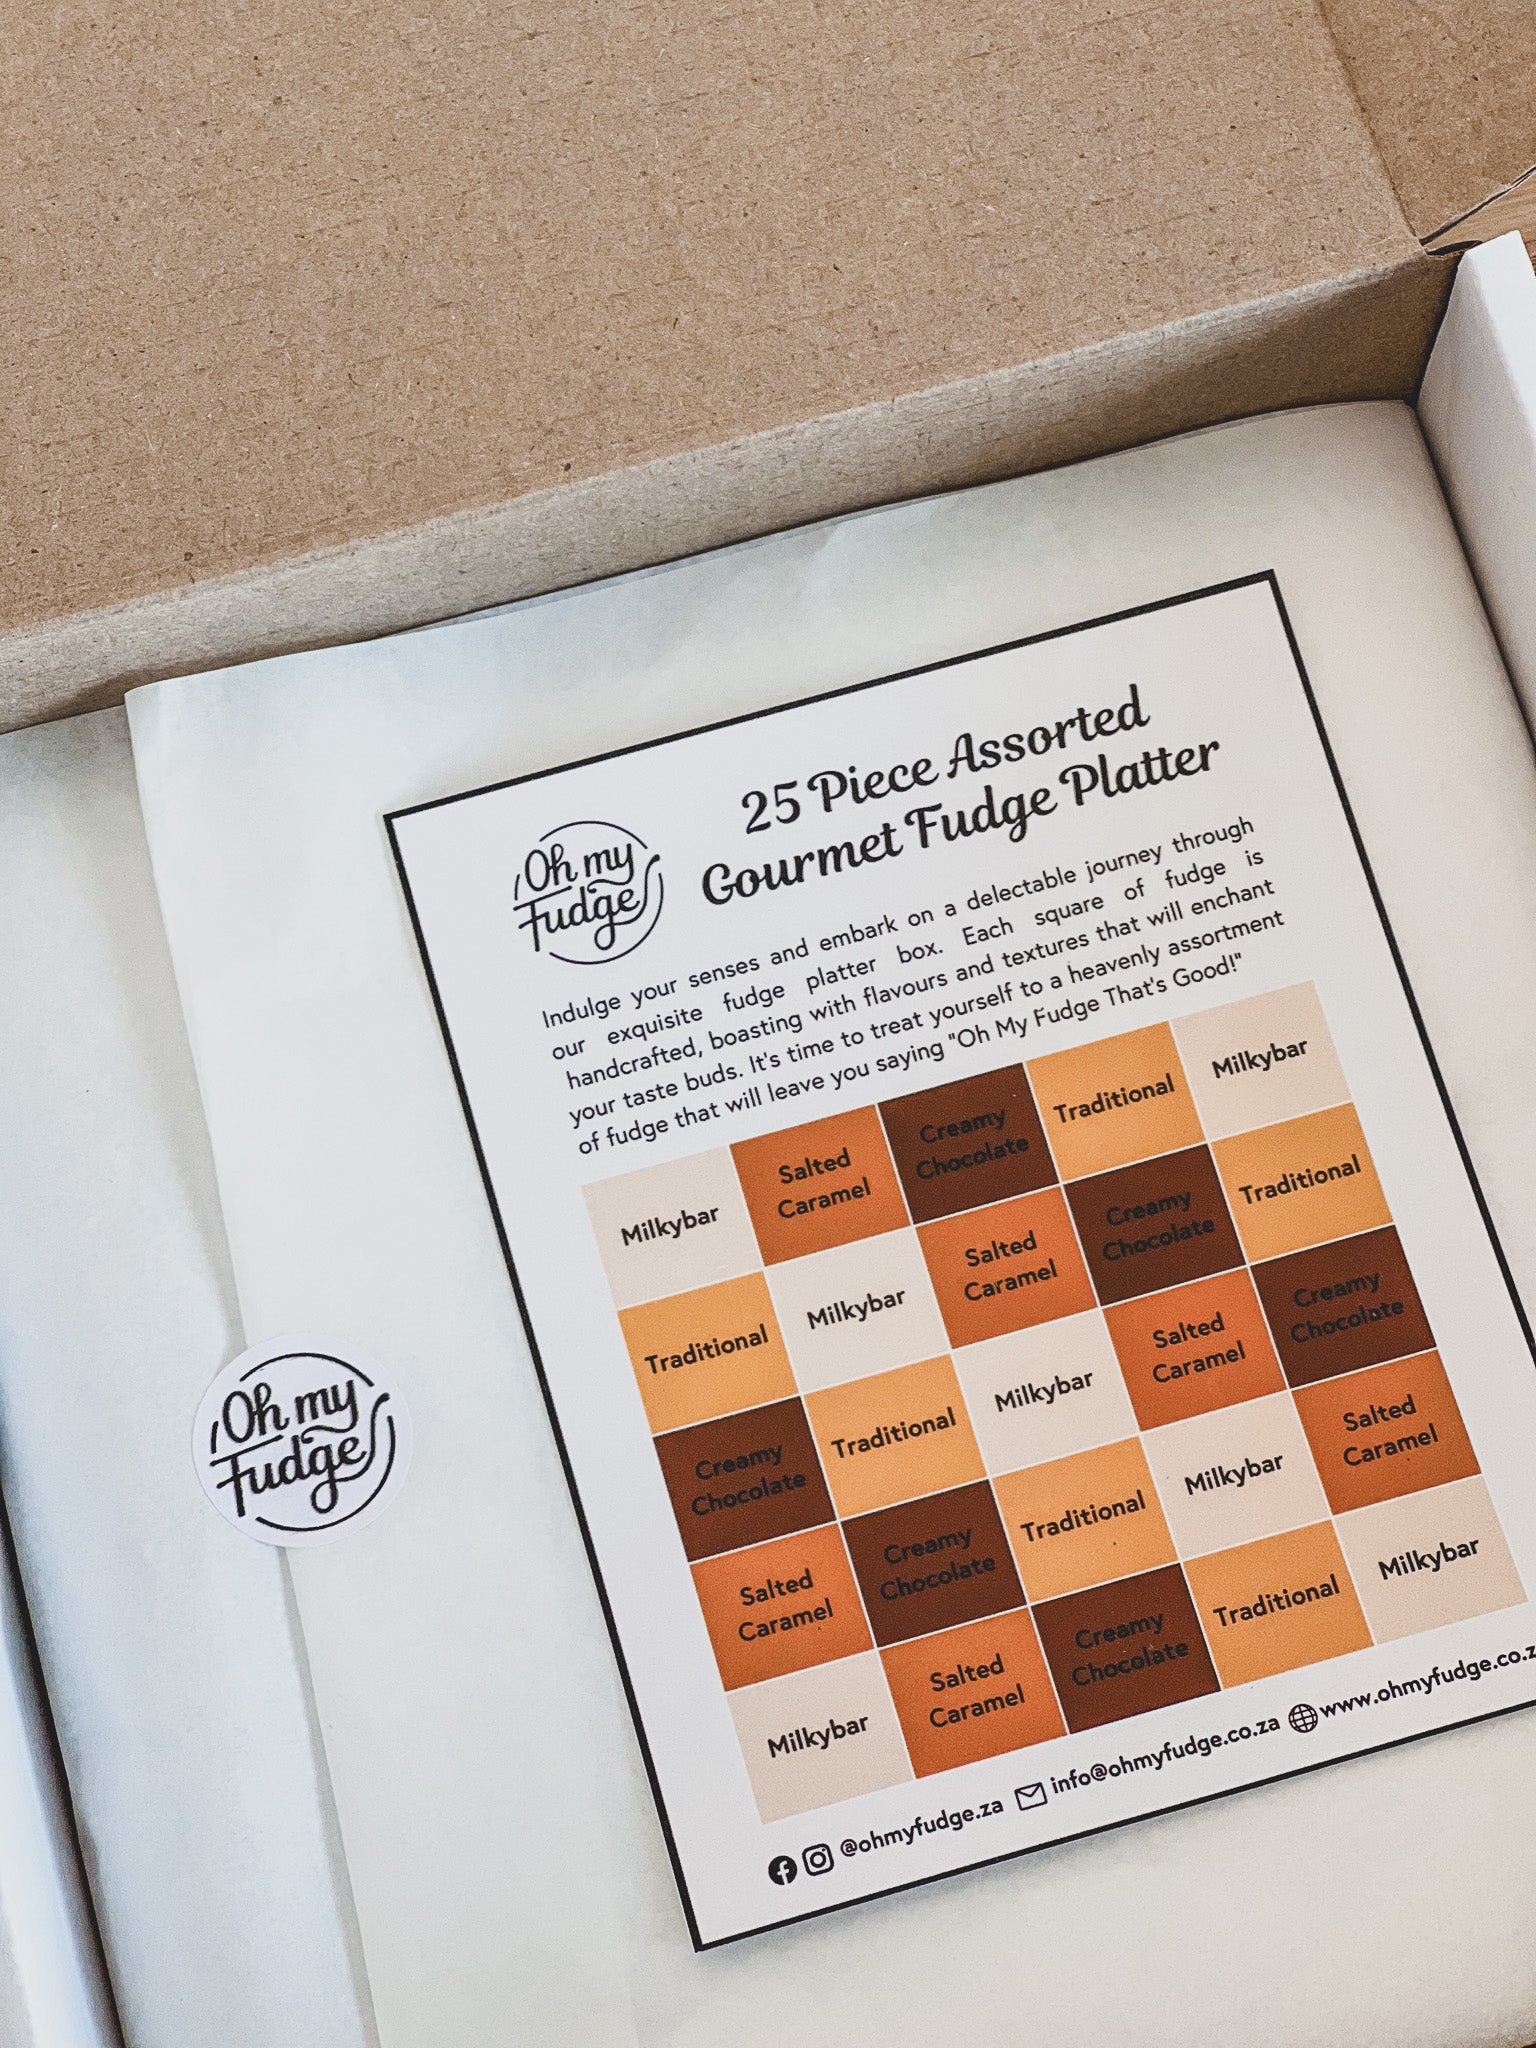 25 Piece Assorted
Gourmet Fudge Platter
Oh my
Fudge
Indulge your senses and embark on a delectable journey through
our exquisite fudge platter box. Each square of fudge is
handcrafted, boasting with flavours and textures that will enchant
your taste buds. It's time to treat yourself to a heavenly assortment
of fudge that will leave you saying "Oh My Fudge That's Good!"
Milkybar Salted Caramel Creamy Chocolate Traditional Milkybar
Traditional Milkybar Salted Caramel Creamy Chocolate Traditional
Creamy Chocolate Traditional Milkybar Salted Caramel Creamy Chocolate
Salted Caramel Creamy Chocolate Traditional Milkybar Salted Caramel
Milkybar Salted Caramel Creamy Chocolate Traditional Milkybar
@ohmyfudge.za info@ohmyfudge.co.za www.ohmyfudge.co.z
Oh my
Fudge